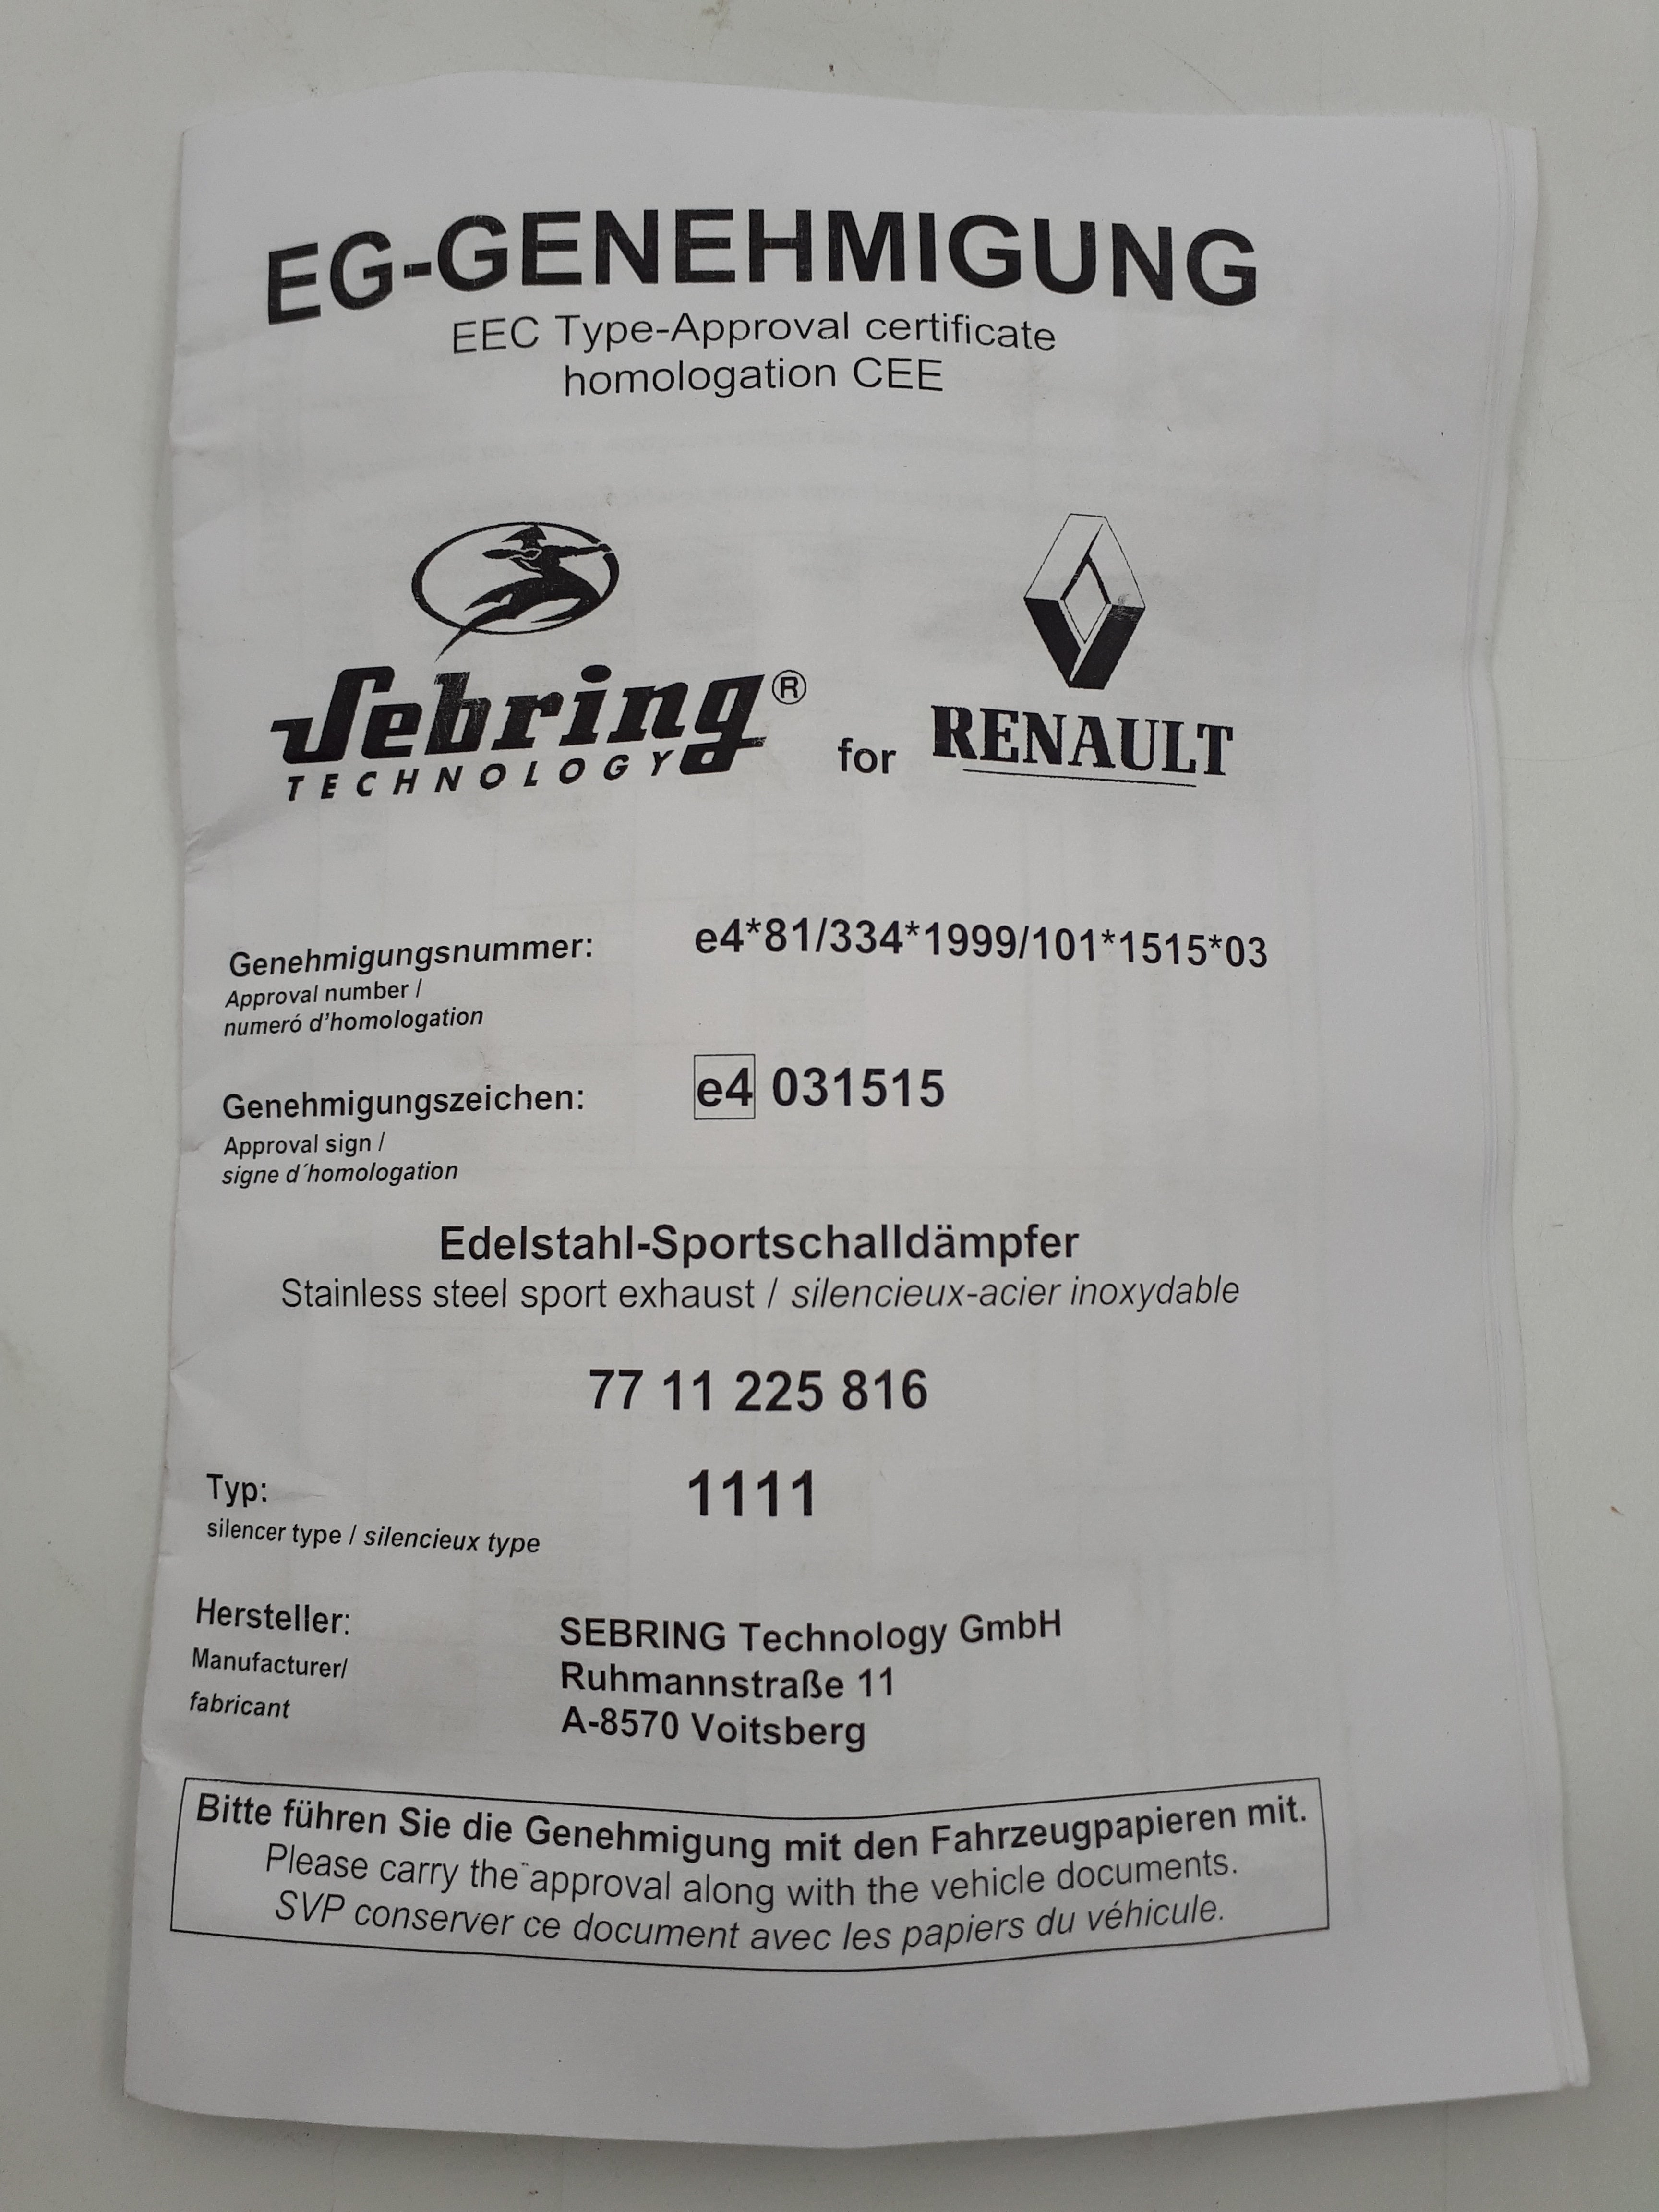 EG-GENEHMIGUNG
EEC Type-Approval certificate
homologation CEE
Sebring®
TECHNOLOGY
for
RENAULT
Genehmigungsnummer: e4*81/334*1999/101*1515*03
Approval number /
numeró d'homologation
Genehmigungszeichen: e4 031515
Approval sign /
signe d´homologation
Edelstahl-Sportschalldämpfer
Stainless steel sport exhaust / silencieux-acier inoxydable
77 11 225 816
Typ: 1111
silencer type / silencieux type
Hersteller: SEBRING Technology GmbH
Manufacturer/ Ruhmannstraße 11
fabricant A-8570 Voitsberg
Bitte führen Sie die Genehmigung mit den Fahrzeugpapieren mit.
Please carry the approval along with the vehicle documents.
SVP conserver ce document avec les papiers du véhicule.